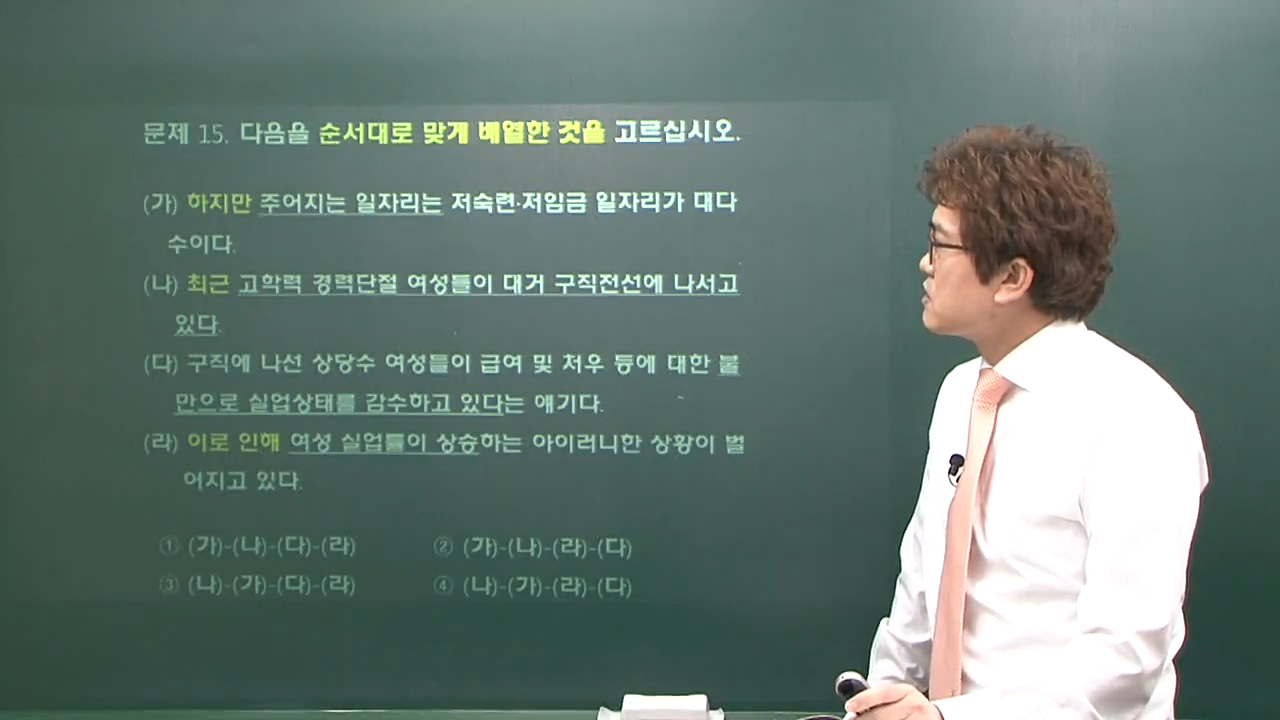 문제 15. 다음을 순서대로 맞게 배열한 것을 고르십시오.
(가) 하지만 주어지는 일자리는 저숙련·저임금 일자리가 대다
수이다.
(나) 최근 고학력 경력단절 여성들이 대거 구직전선에 나서고
있다.
(다) 구직에 나선 상당수 여성들이 급여 및 처우 등에 대한 불
만으로 실업상태를 감수하고 있다는 얘기다.
(라) 이로 인해 여성 실업률이 상승하는 아이러니한 상황이 벌
어지고 있다.
① (가)-(나)-(다)-(라) ② (가)-(나)-(라)-(다)
③ (나)-(가)-(다)-(라) ④ (나)-(가)-(라)-(다)